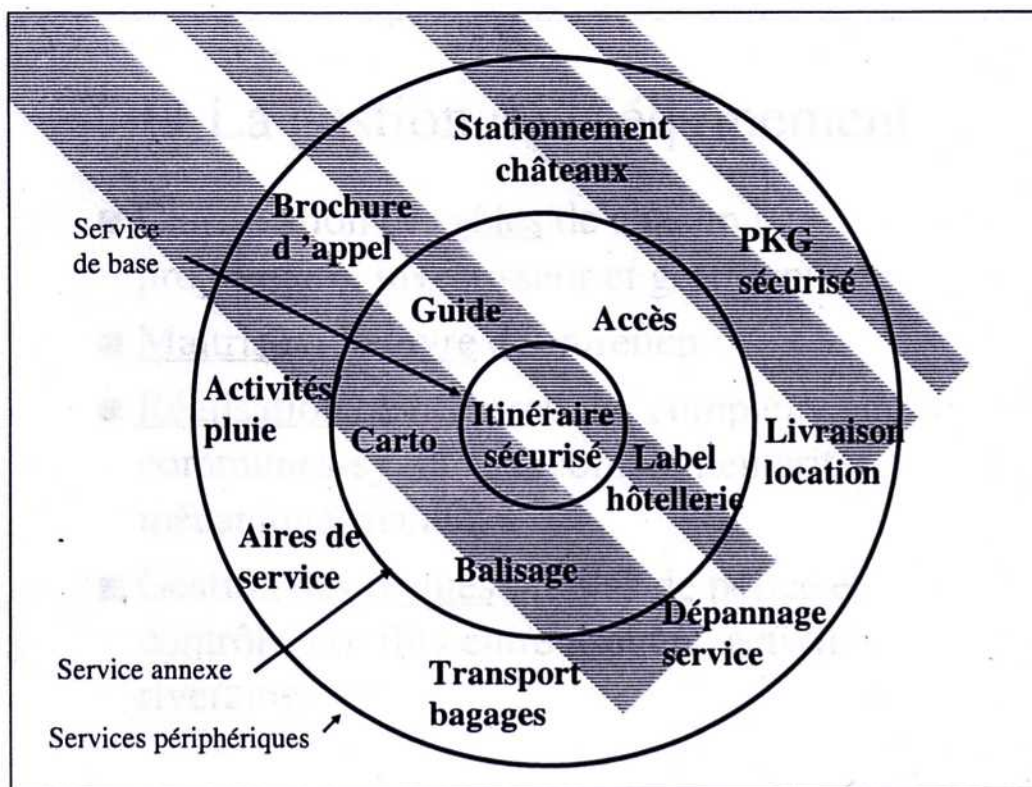 Stationnement
châteaux
Brochure
d ’appel
PKG
sécurisé
Service
de base
Guide
Accès
Activités
pluie
Carto
Itinéraire
sécurisé
Label
hôtellerie
Livraison
location
Aires de
service
Balisage
Dépannage
service
Service annexe
Transport
bagages
Services périphériques